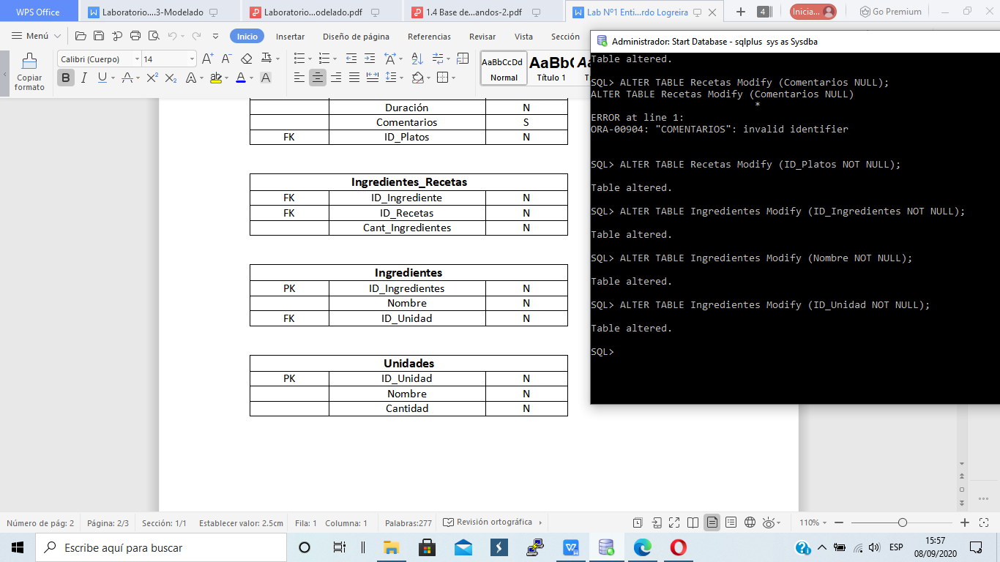 WPS Office
Laboratorio....3-Modelado
Laboratorio...odelado.pdf
1.4 Base de...andos-2.pdf
Lab Nº1 Enti...rdo Logreira
4
Inicia...
Go Premium
Menú
Inicio
Insertar
Diseño de página
Referencias
Revisar
Vista
Sección
Copiar
formato
Calibri (Cuerpo)
14
AaBbCcDd
Normal
AaBb
Título 1
Administrador: Start Database - sqlplus sys as Sysdba
Duración N
Comentarios S
FK ID_Platos N
Ingredientes_Recetas
FK ID_Ingrediente N
FK ID_Recetas N
Cant_Ingredientes N
Ingredientes
PK ID_Ingredientes N
Nombre N
FK ID_Unidad N
Unidades
PK ID_Unidad N
Nombre N
Cantidad N
Table altered.
SQL> ALTER TABLE Recetas Modify (Comentarios NULL);
ALTER TABLE Recetas Modify (Comentarios NULL)
*
ERROR at line 1:
ORA-00904: "COMENTARIOS": invalid identifier
SQL> ALTER TABLE Recetas Modify (ID_Platos NOT NULL);
Table altered.
SQL> ALTER TABLE Ingredientes Modify (ID_Ingredientes NOT NULL);
Table altered.
SQL> ALTER TABLE Ingredientes Modify (Nombre NOT NULL);
Table altered.
SQL> ALTER TABLE Ingredientes Modify (ID_Unidad NOT NULL);
Table altered.
SQL>
Número de pág: 2
Página: 2/3
Sección: 1/1
Establecer valor: 2.5cm
Fila: 1
Columna: 1
Palabras:277
Revisión ortográfica
110%
Escribe aquí para buscar
ESP
15:57
08/09/2020